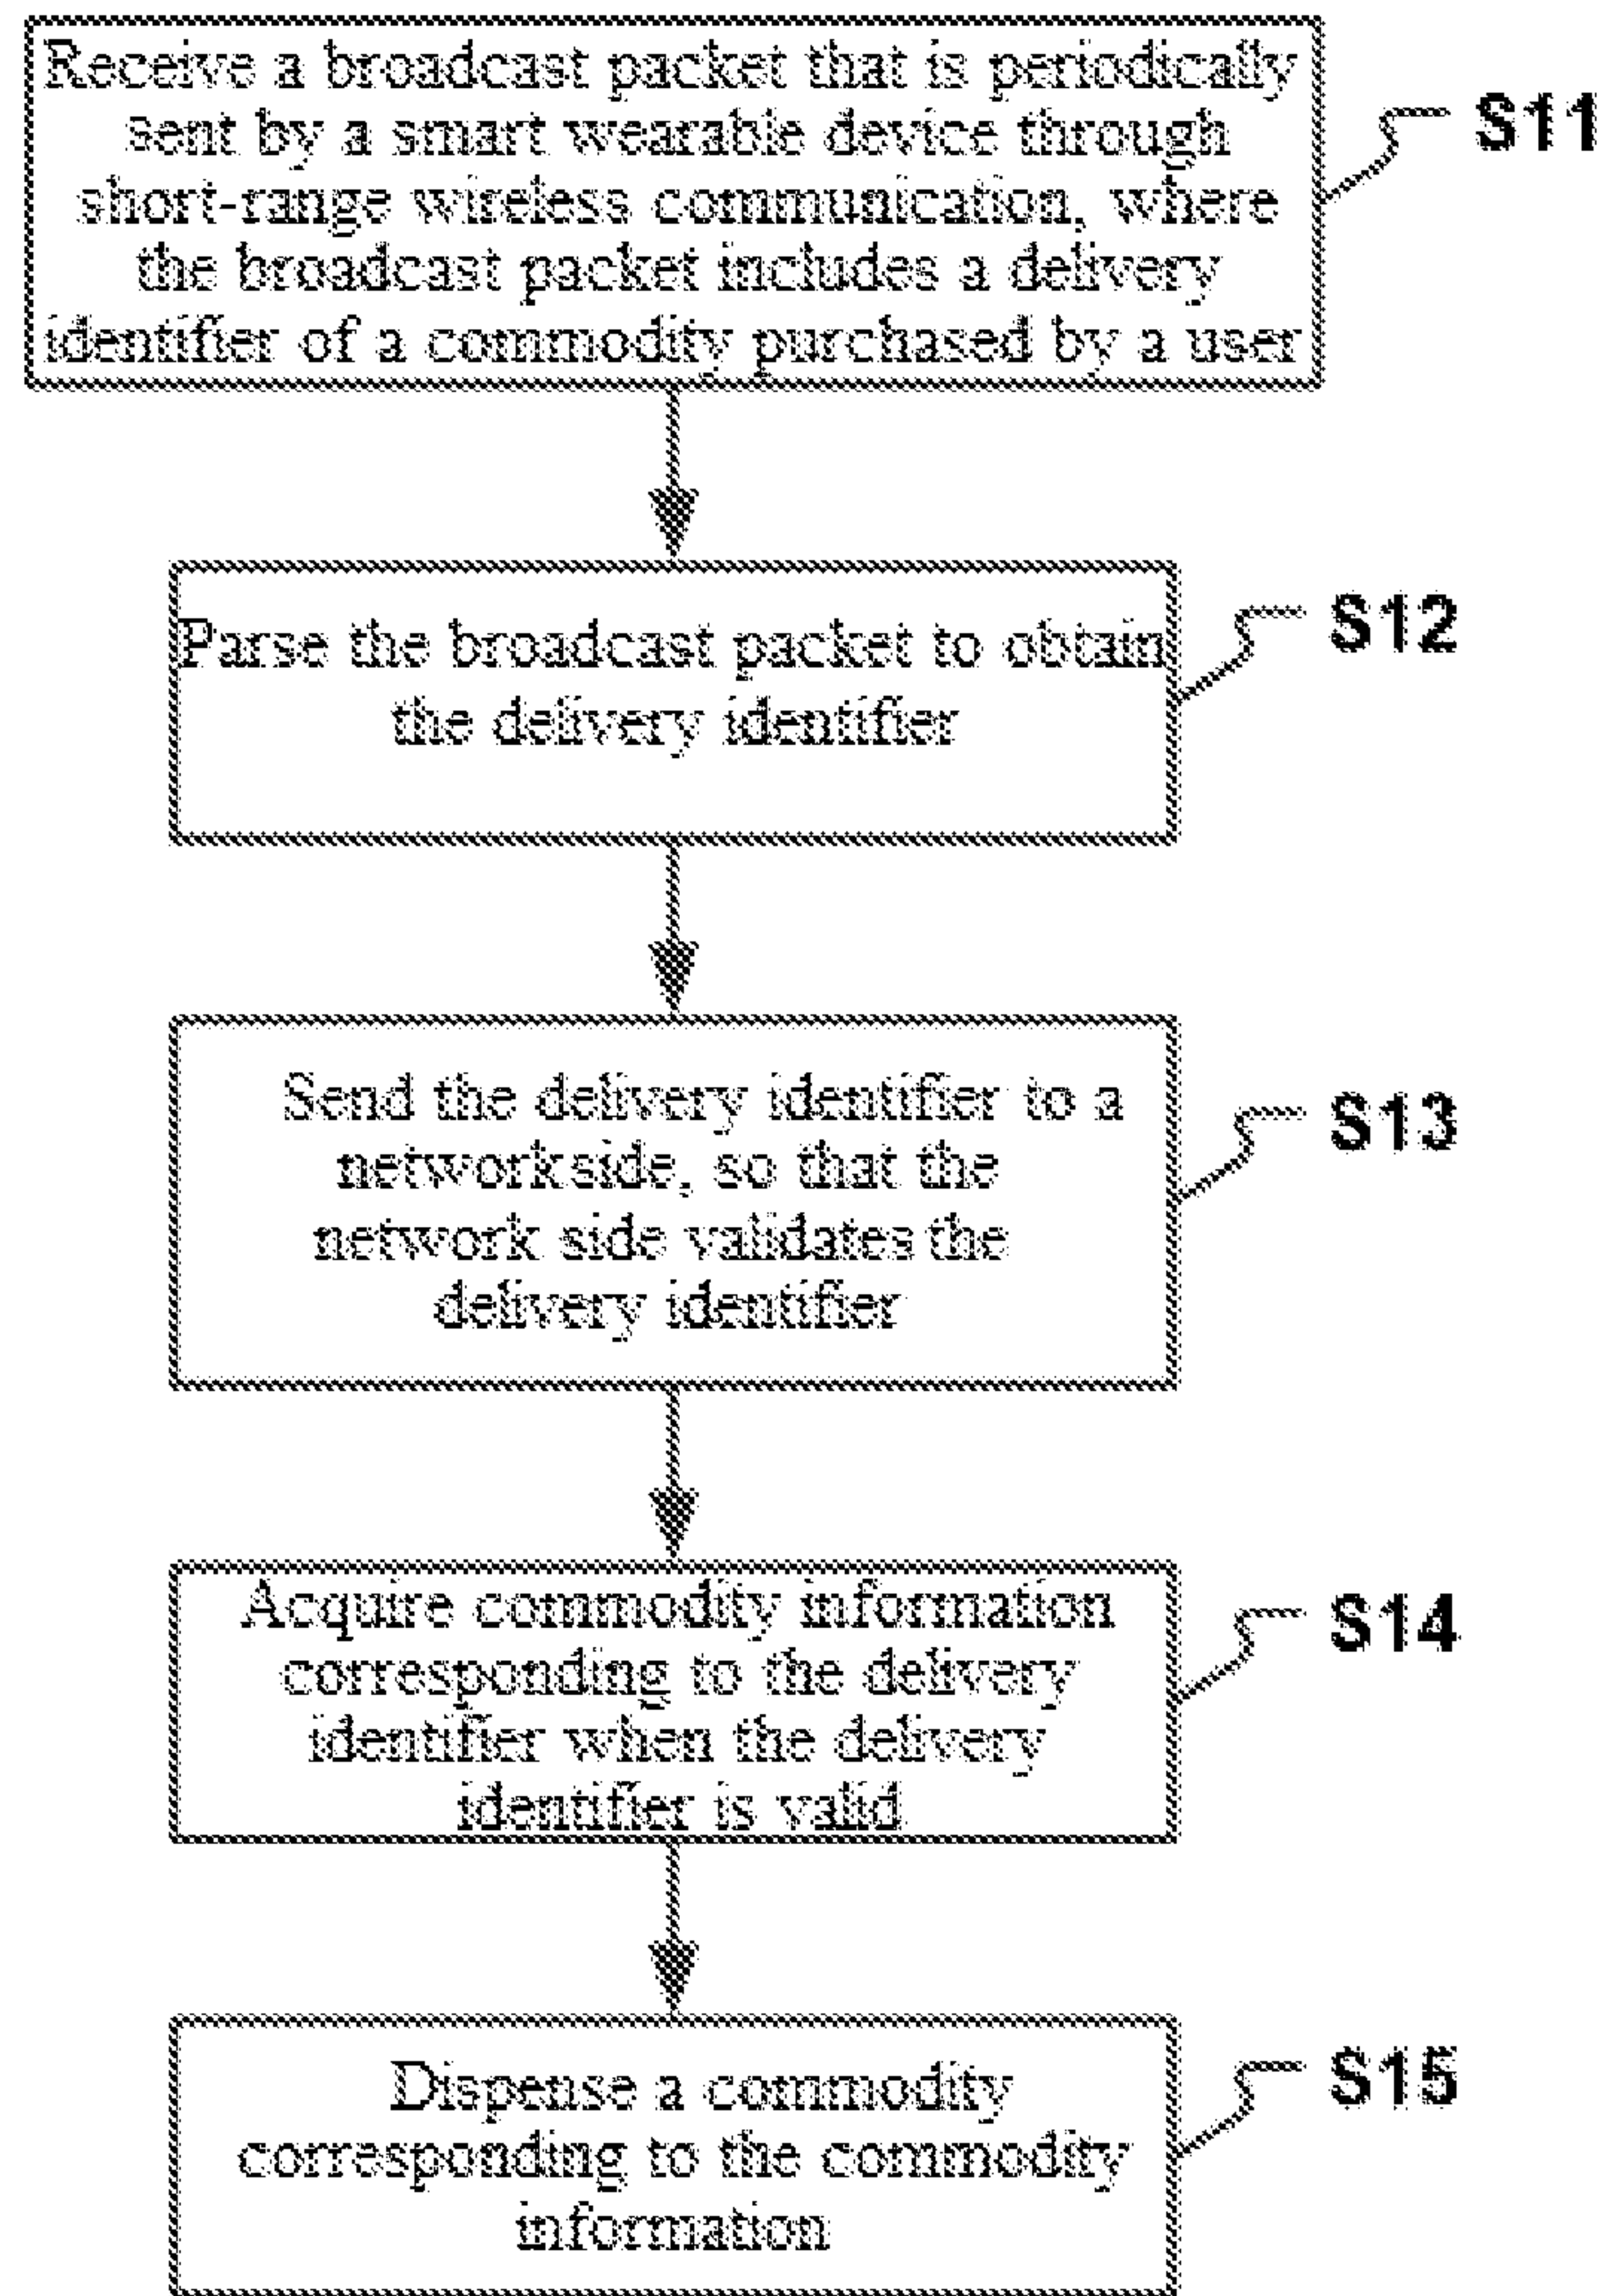 Receive a broadcast packet that is periodically
sent by a smart wearable device through
short-range wireless communication, where
the broadcast packet includes a delivery
identifier of a commodity purchased by a user
S11
Parse the broadcast packet to obtain
the delivery identifier
S12
Send the delivery identifier to a
network side, so that the
network side validates the
delivery identifier
S13
Acquire commodity information
corresponding to the delivery
identifier when the delivery
identifier is valid
S14
Dispense a commodity
corresponding to the commodity
information
S15